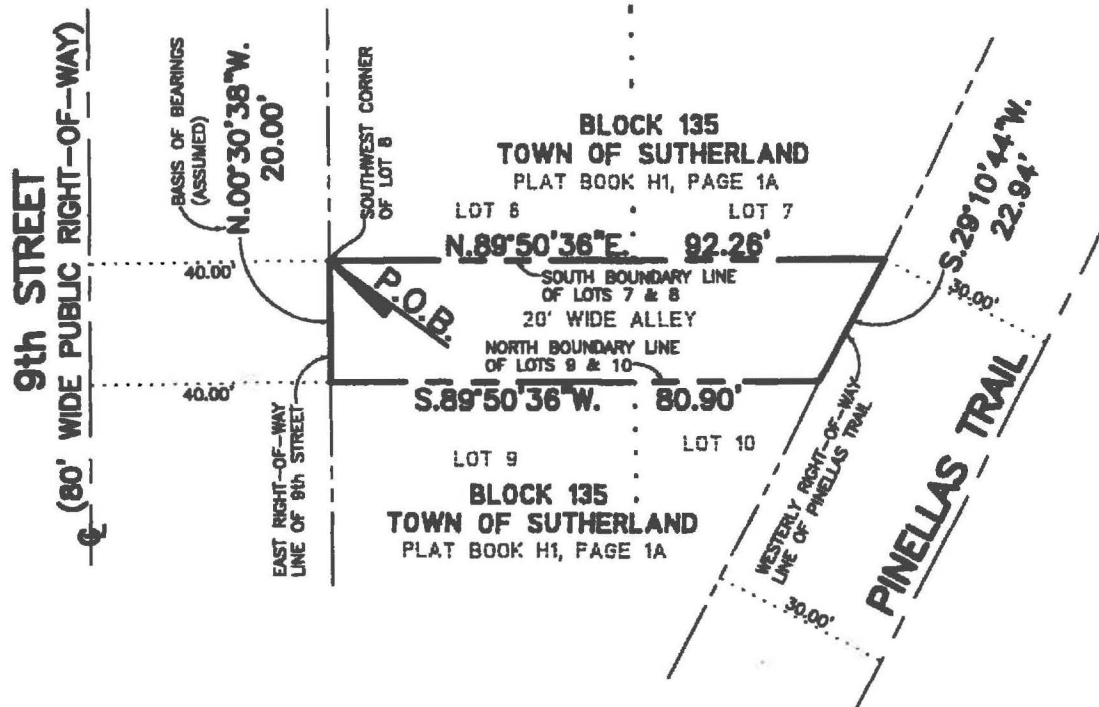 9th STREET
(80' WIDE PUBLIC RIGHT-OF-WAY)
BASIS OF BEARINGS
(ASSUMED)
N.00°30'38"W.
20.00'
SOUTHWEST CORNER
OF LOT 8
BLOCK 135
TOWN OF SUTHERLAND
PLAT BOOK H1, PAGE 1A
LOT 8
LOT 7
N.89°50'36"E. 92.26'
SOUTH BOUNDARY LINE
OF LOTS 7 & 8
P.O.B.
20' WIDE ALLEY
NORTH BOUNDARY LINE
OF LOTS 9 & 10
S.89°50'36"W. 80.90'
40.00'
40.00'
EAST RIGHT-OF-WAY
LINE OF 9th STREET
LOT 9
LOT 10
BLOCK 135
TOWN OF SUTHERLAND
PLAT BOOK H1, PAGE 1A
S.29°10'44"W.
22.94'
30.00'
WESTERLY RIGHT-OF-WAY
LINE OF PINELLAS TRAIL
PINELLAS TRAIL
30.00'
℄